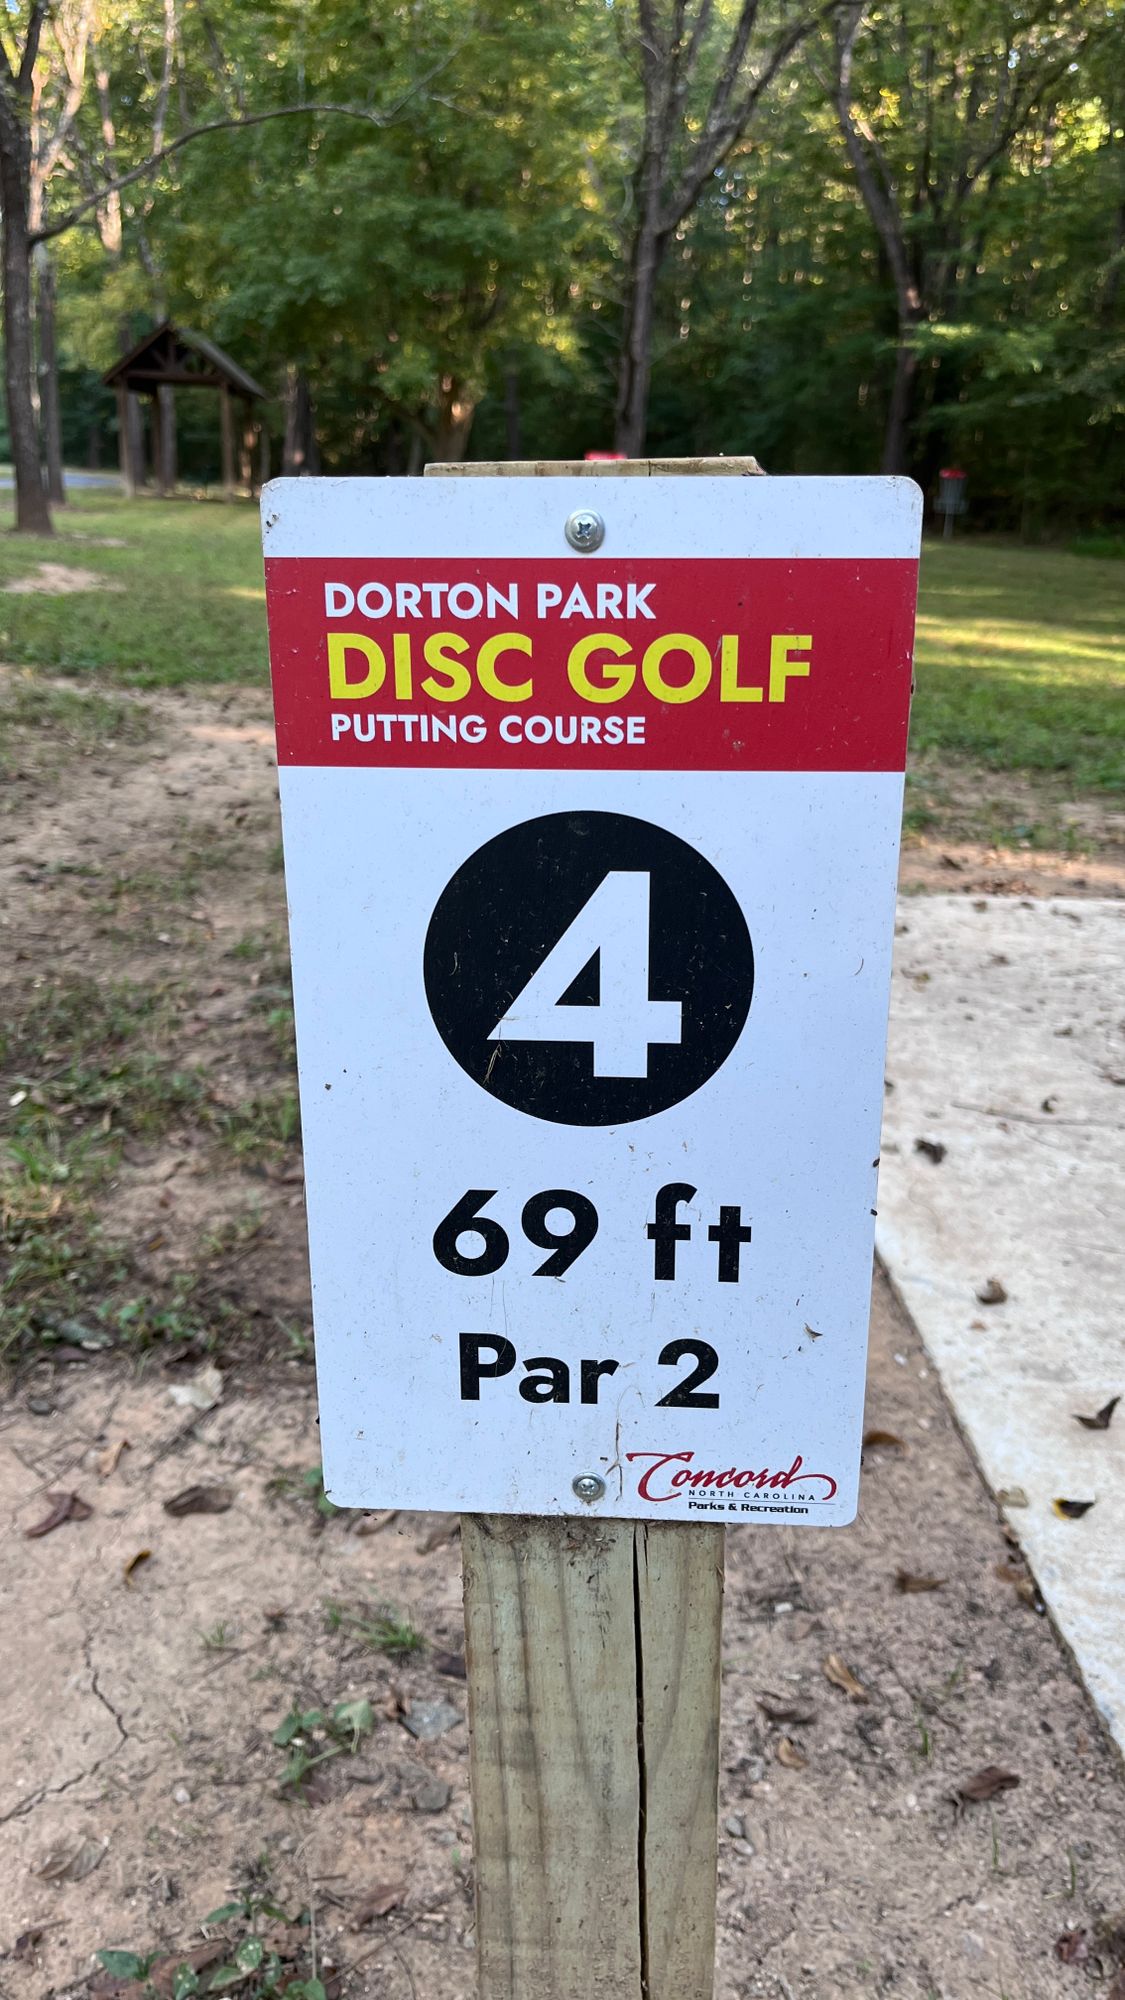 DORTON PARK
DISC GOLF
PUTTING COURSE
4
69 ft
Par 2
Concord
NORTH CAROLINA
Parks & Recreation